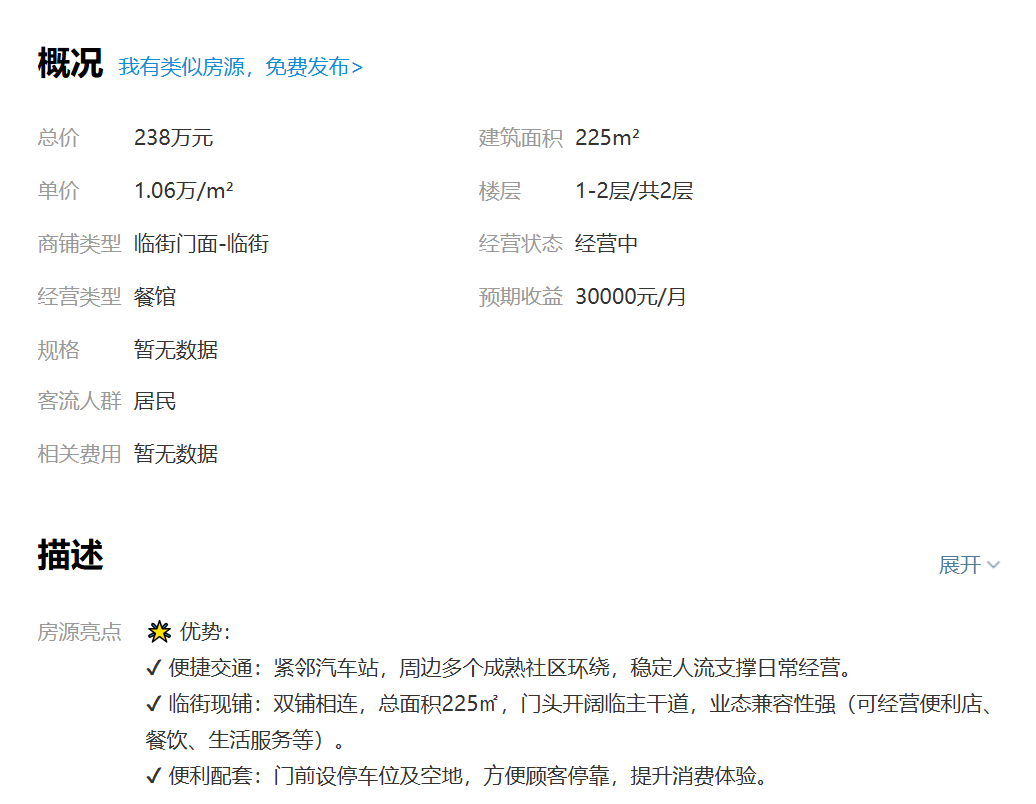 概况 我有类似房源，免费发布>
总价 238万元 建筑面积 225m²
单价 1.06万/m² 楼层 1-2层/共2层
商铺类型 临街门面-临街 经营状态 经营中
经营类型 餐馆 预期收益 30000元/月
规格 暂无数据
客流人群 居民
相关费用 暂无数据
描述 展开
房源亮点 🌟 优势：
✔ 便捷交通：紧邻汽车站，周边多个成熟社区环绕，稳定人流支撑日常经营。
✔ 临街现铺：双铺相连，总面积225㎡，门头开阔临主干道，业态兼容性强（可经营便利店、
餐饮、生活服务等）。
✔ 便利配套：门前设停车位及空地，方便顾客停靠，提升消费体验。